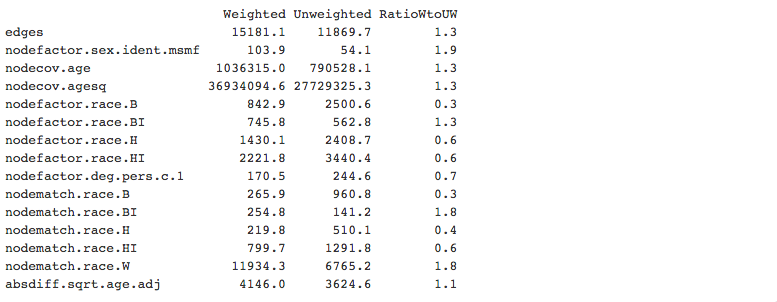 Weighted Unweighted RatioWtoUW
edges 15181.1 11869.7 1.3
nodefactor.sex.ident.msmf 103.9 54.1 1.9
nodecov.age 1036315.0 790528.1 1.3
nodecov.agesq 36934094.6 27729325.3 1.3
nodefactor.race.B 842.9 2500.6 0.3
nodefactor.race.BI 745.8 562.8 1.3
nodefactor.race.H 1430.1 2408.7 0.6
nodefactor.race.HI 2221.8 3440.4 0.6
nodefactor.deg.pers.c.1 170.5 244.6 0.7
nodematch.race.B 265.9 960.8 0.3
nodematch.race.BI 254.8 141.2 1.8
nodematch.race.H 219.8 510.1 0.4
nodematch.race.HI 799.7 1291.8 0.6
nodematch.race.W 11934.3 6765.2 1.8
absdiff.sqrt.age.adj 4146.0 3624.6 1.1